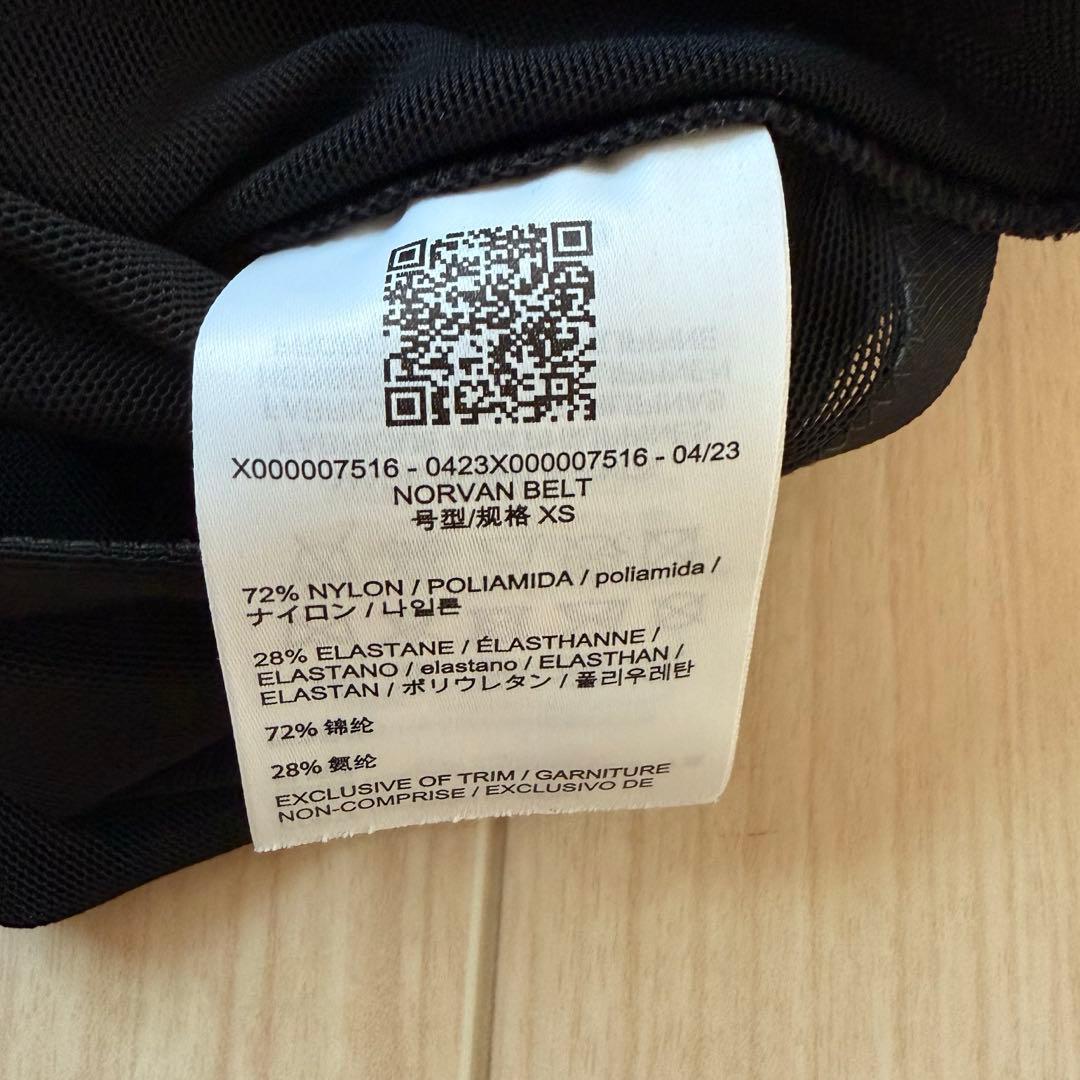 X000007516 - 0423X000007516 - 04/23
NORVAN BELT
号型/规格 XS
72% NYLON / POLIAMIDA / poliamida /
ナイロン / 나일론
28% ELASTANE / ÉLASTHANNE /
ELASTANO / elastano / ELASTHAN /
ELASTAN / ポリウレタン / 폴리우레탄
72% 锦纶
28% 氨纶
EXCLUSIVE OF TRIM / GARNITURE
NON-COMPRISE / EXCLUSIVO DE